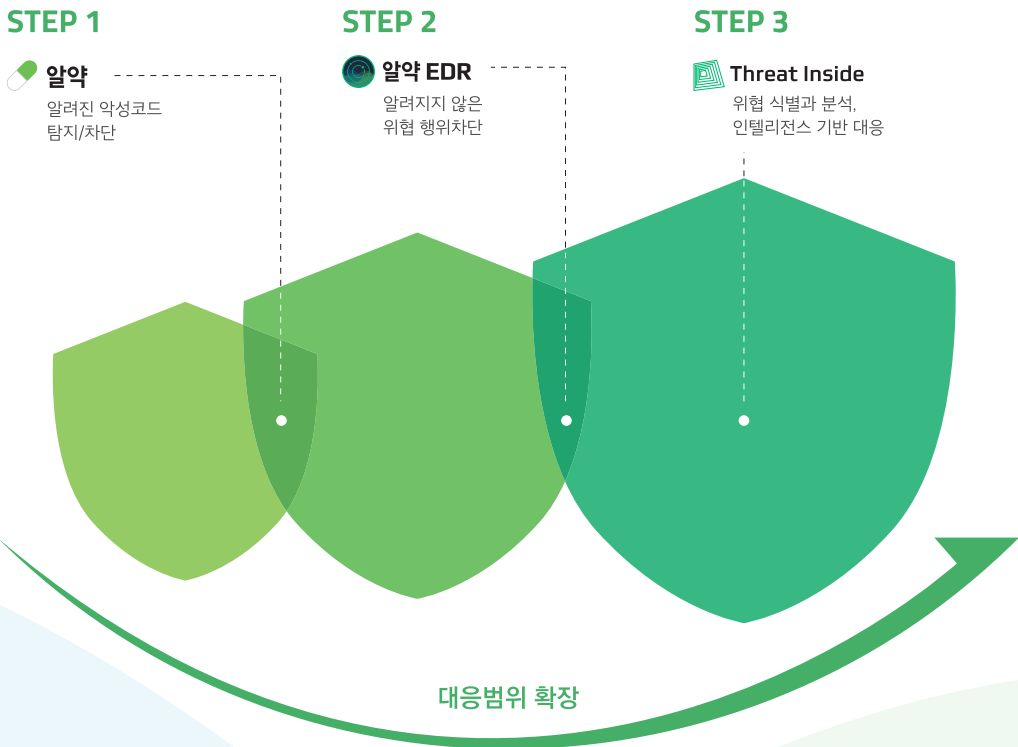 STEP 1
알약
알려진 악성코드
탐지/차단
STEP 2
알약 EDR
알려지지 않은
위협 행위차단
STEP 3
Threat Inside
위협 식별과 분석,
인텔리전스 기반 대응
대응범위 확장